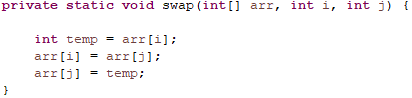 private static void swap(int[] arr, int i, int j) {
int temp = arr[i];
arr[i] = arr[j];
arr[j] = temp;
}